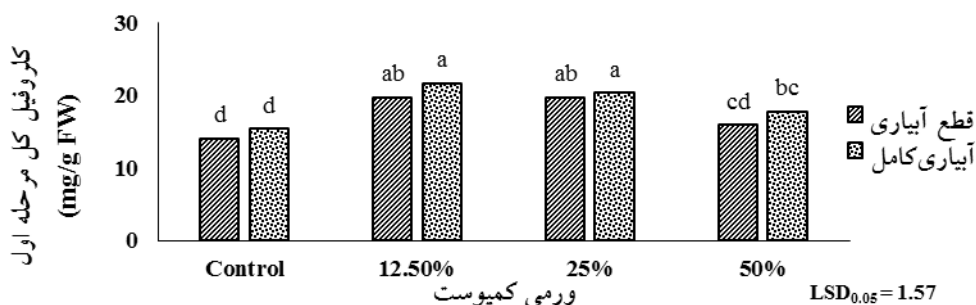 کلروفیل کل مرحله اول
(mg/g FW)
30
20
10
0
d d
ab a
ab a
cd bc
Control 12.50% 25% 50%
ورمی کمپوست
قطع آبیاری
آبیاری کامل
LSD0.05 = 1.57